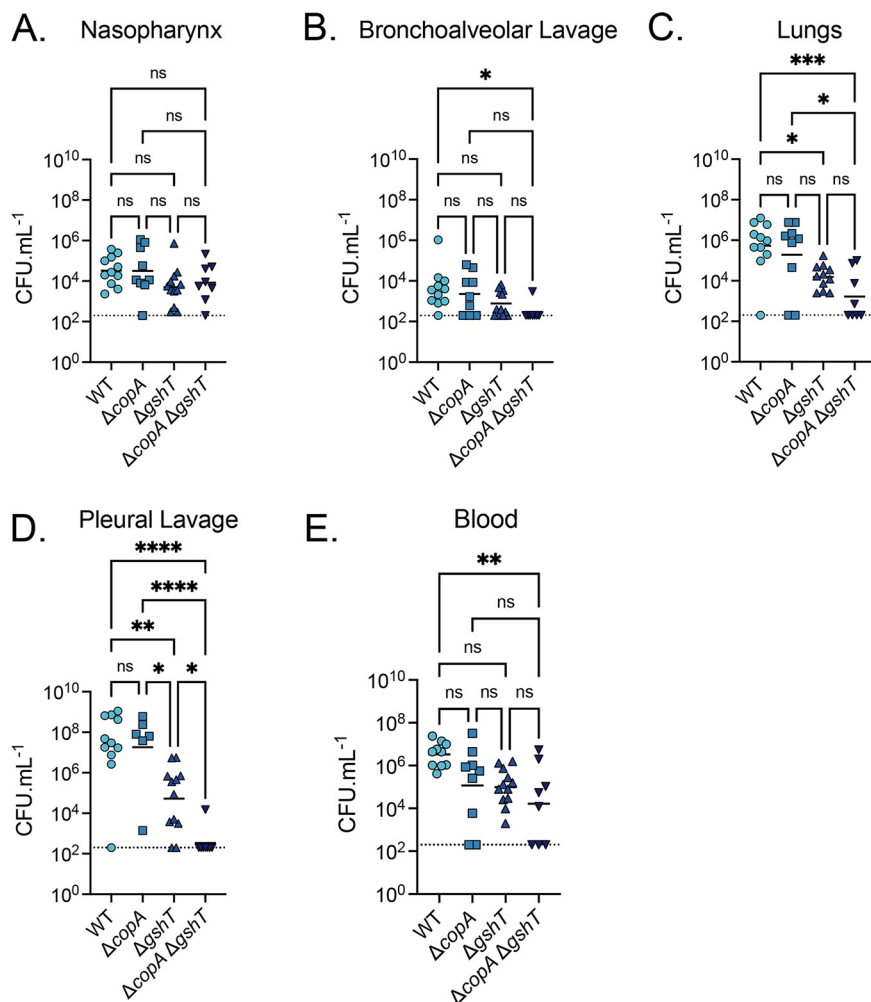 A. Nasopharynx
ns
ns
ns
ns ns ns
10¹⁰
10⁸
10⁶
10⁴
10²
10⁰
CFU.mL⁻¹
WT
ΔcopA
ΔgshT
ΔcopA ΔgshT
B. Bronchoalveolar Lavage
*
ns
ns
ns ns ns
10¹⁰
10⁸
10⁶
10⁴
10²
10⁰
CFU.mL⁻¹
WT
ΔcopA
ΔgshT
ΔcopA ΔgshT
C. Lungs
***
*
*
ns ns ns
10¹⁰
10⁸
10⁶
10⁴
10²
10⁰
CFU.mL⁻¹
WT
ΔcopA
ΔgshT
ΔcopA ΔgshT
D. Pleural Lavage
****
****
**
ns * *
10¹⁰
10⁸
10⁶
10⁴
10²
10⁰
CFU.mL⁻¹
WT
ΔcopA
ΔgshT
ΔcopA ΔgshT
E. Blood
**
ns
ns
ns ns ns
10¹⁰
10⁸
10⁶
10⁴
10²
10⁰
CFU.mL⁻¹
WT
ΔcopA
ΔgshT
ΔcopA ΔgshT